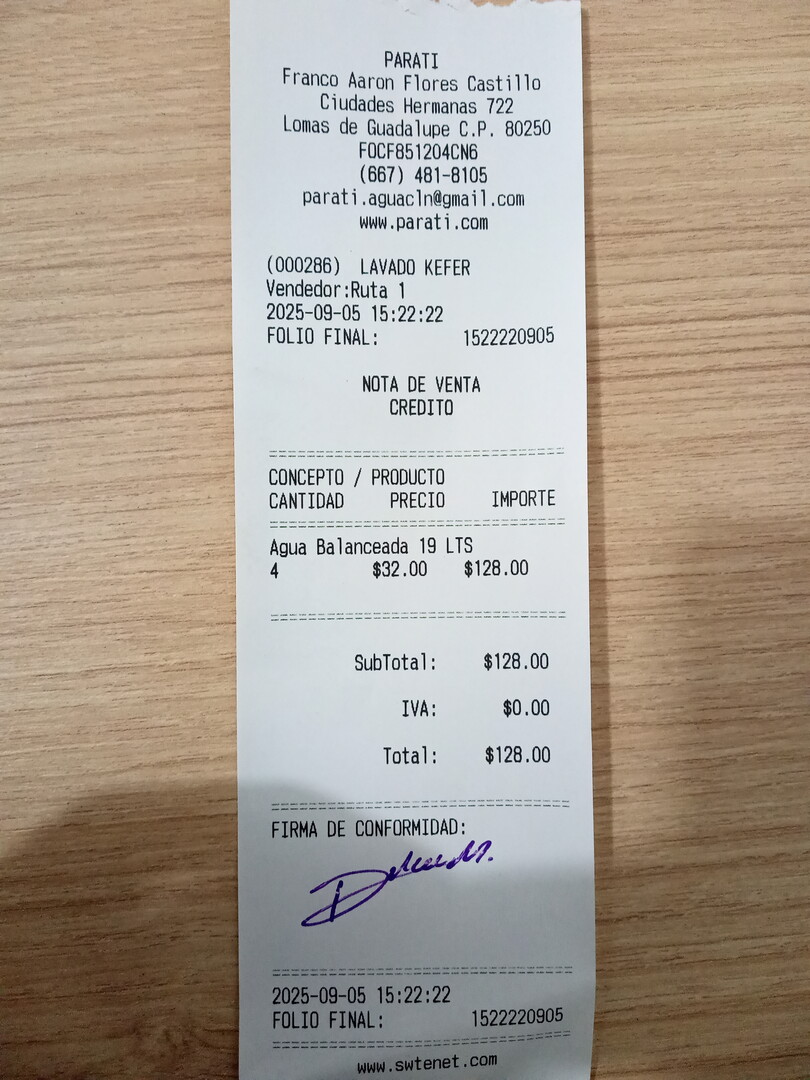 PARATI
Franco Aaron Flores Castillo
Ciudades Hermanas 722
Lomas de Guadalupe C.P. 80250
FOCF851204CN6
(667) 481-8105
parati.aguacln@gmail.com
www.parati.com
(000286) LAVADO KEFER
Vendedor:Ruta 1
2025-09-05 15:22:22
FOLIO FINAL: 1522220905
NOTA DE VENTA
CREDITO
CONCEPTO / PRODUCTO
CANTIDAD PRECIO IMPORTE
Agua Balanceada 19 LTS
4 $32.00 $128.00
SubTotal: $128.00
IVA: $0.00
Total: $128.00
FIRMA DE CONFORMIDAD:
2025-09-05 15:22:22
FOLIO FINAL: 1522220905
www.swtenet.com